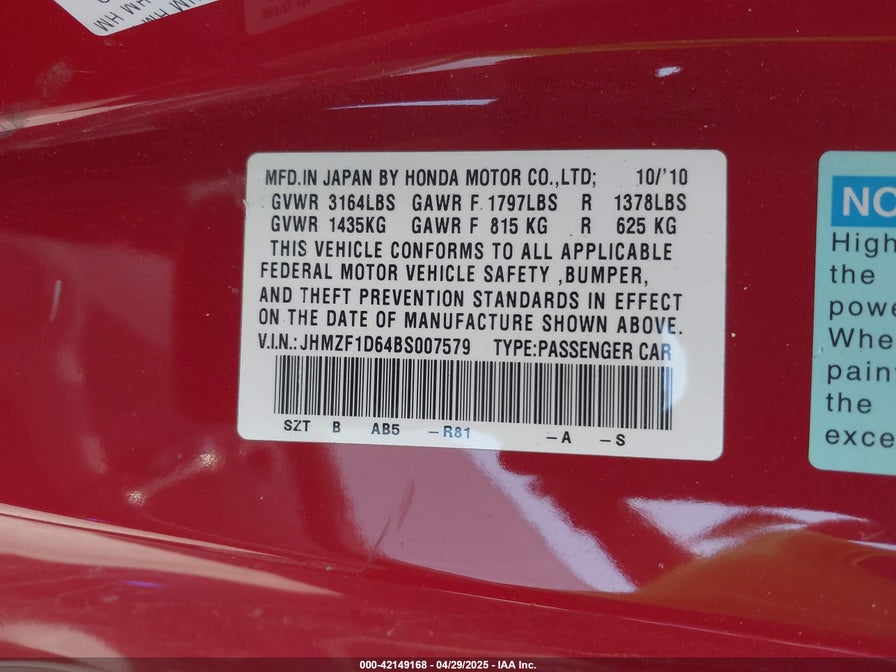 HM HM HM
MFD.IN JAPAN BY HONDA MOTOR CO.,LTD; 10/'10
GVWR 3164LBS GAWR F 1797LBS R 1378LBS
GVWR 1435KG GAWR F 815 KG R 625 KG
THIS VEHICLE CONFORMS TO ALL APPLICABLE
FEDERAL MOTOR VEHICLE SAFETY ,BUMPER,
AND THEFT PREVENTION STANDARDS IN EFFECT
ON THE DATE OF MANUFACTURE SHOWN ABOVE.
V.I.N.: JHMZF1D64BS007579 TYPE:PASSENGER CAR
SZT B AB5 -R81 -A -S
NO
High
the
powe
Whe
pain
the
exce
000-42149168 - 04/29/2025 - IAA Inc.